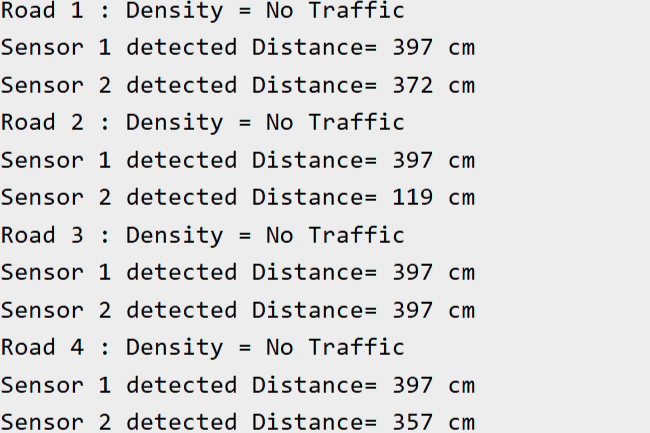 Road 1 : Density = No Traffic
Sensor 1 detected Distance= 397 cm
Sensor 2 detected Distance= 372 cm
Road 2 : Density = No Traffic
Sensor 1 detected Distance= 397 cm
Sensor 2 detected Distance= 119 cm
Road 3 : Density = No Traffic
Sensor 1 detected Distance= 397 cm
Sensor 2 detected Distance= 397 cm
Road 4 : Density = No Traffic
Sensor 1 detected Distance= 397 cm
Sensor 2 detected Distance= 357 cm